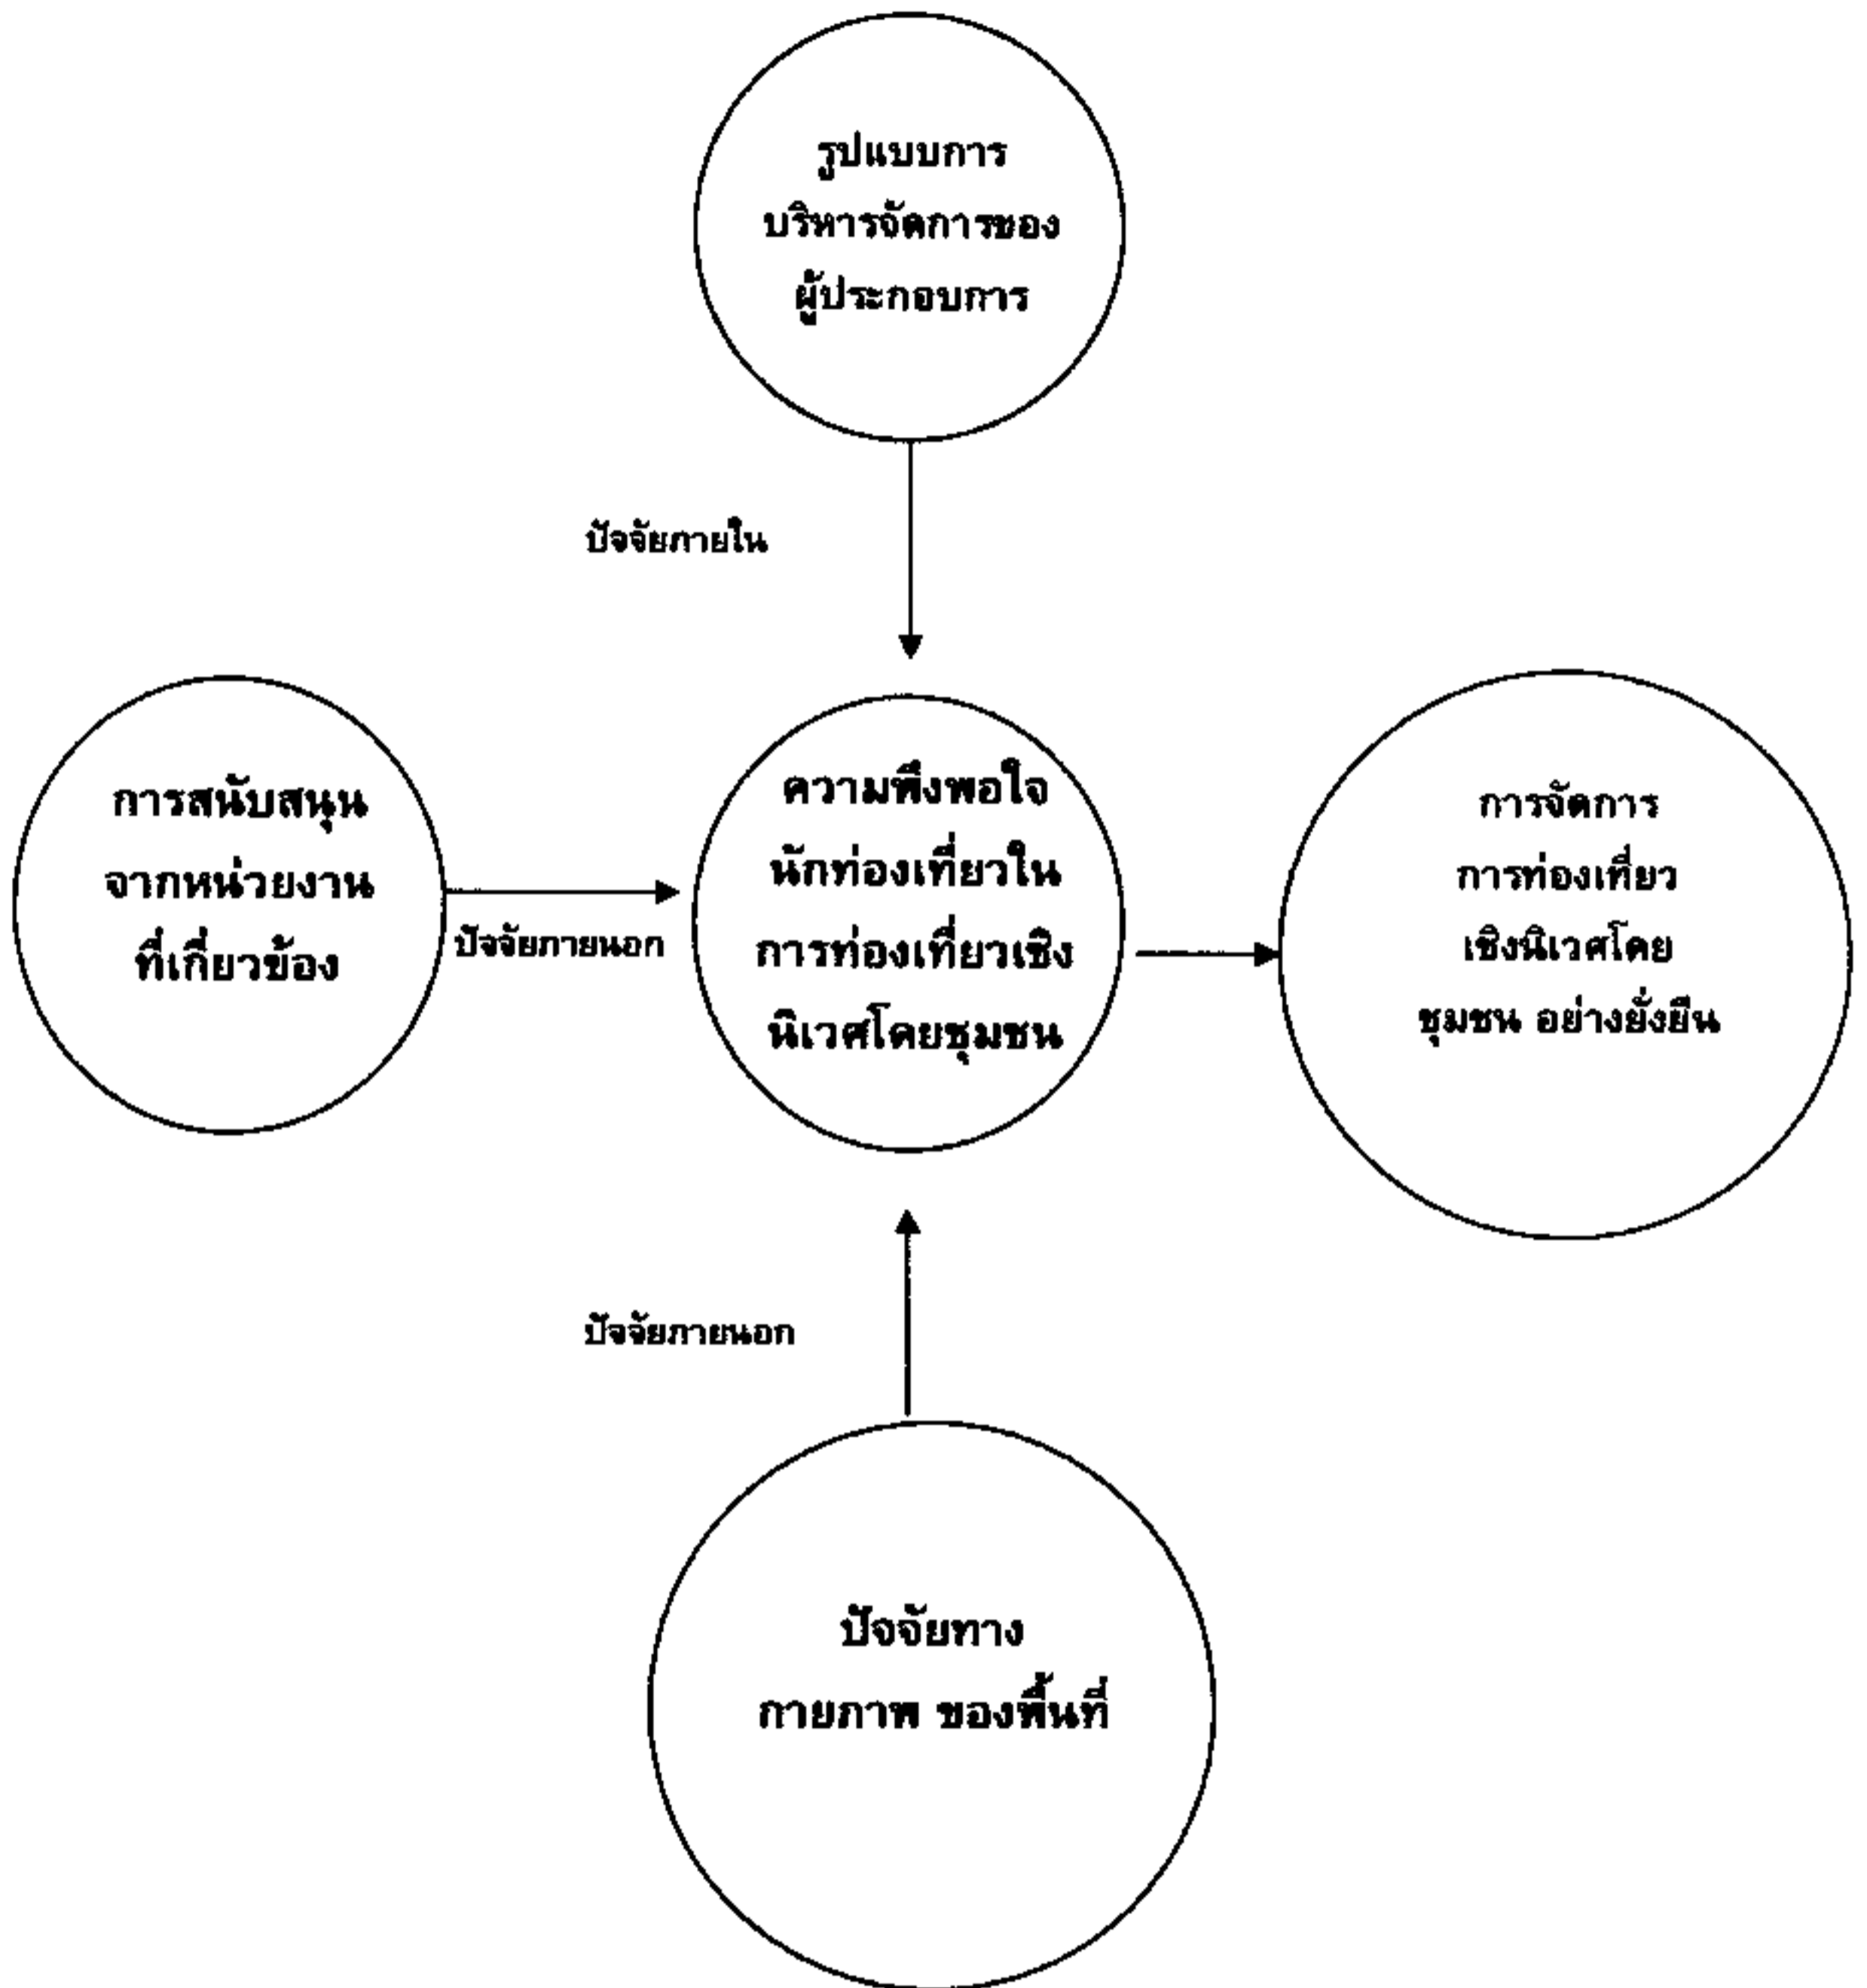 รูปแบบการ
บริหารจัดการของ
ผู้ประกอบการ
ปัจจัยภายใน
การสนับสนุน
จากหน่วยงาน
ที่เกี่ยวข้อง
ปัจจัยภายนอก
ความพึงพอใจ
นักท่องเที่ยวใน
การท่องเที่ยวเชิง
นิเวศโดยชุมชน
การจัดการ
การท่องเที่ยว
เชิงนิเวศโดย
ชุมชน อย่างยั่งยืน
ปัจจัยภายนอก
ปัจจัยทาง
กายภาพ ของพื้นที่